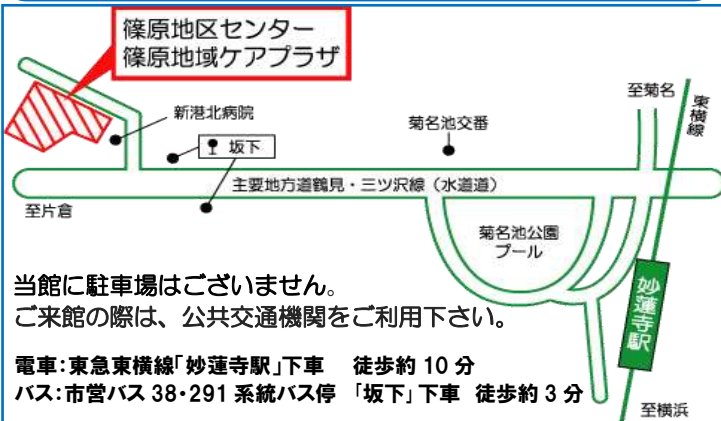 篠原地区センター
篠原地域ケアプラザ
至菊名
東横線
新港北病院
菊名池交番
坂下
主要地方道鶴見・三ツ沢線（水道道）
至片倉
菊名池公園
プール
妙蓮寺駅
当館に駐車場はございません。
ご来館の際は、公共交通機関をご利用下さい。
電車：東急東横線「妙蓮寺駅」下車　徒歩約 10 分
バス：市営バス 38・291 系統バス停　「坂下」下車　徒歩約 3 分
至横浜